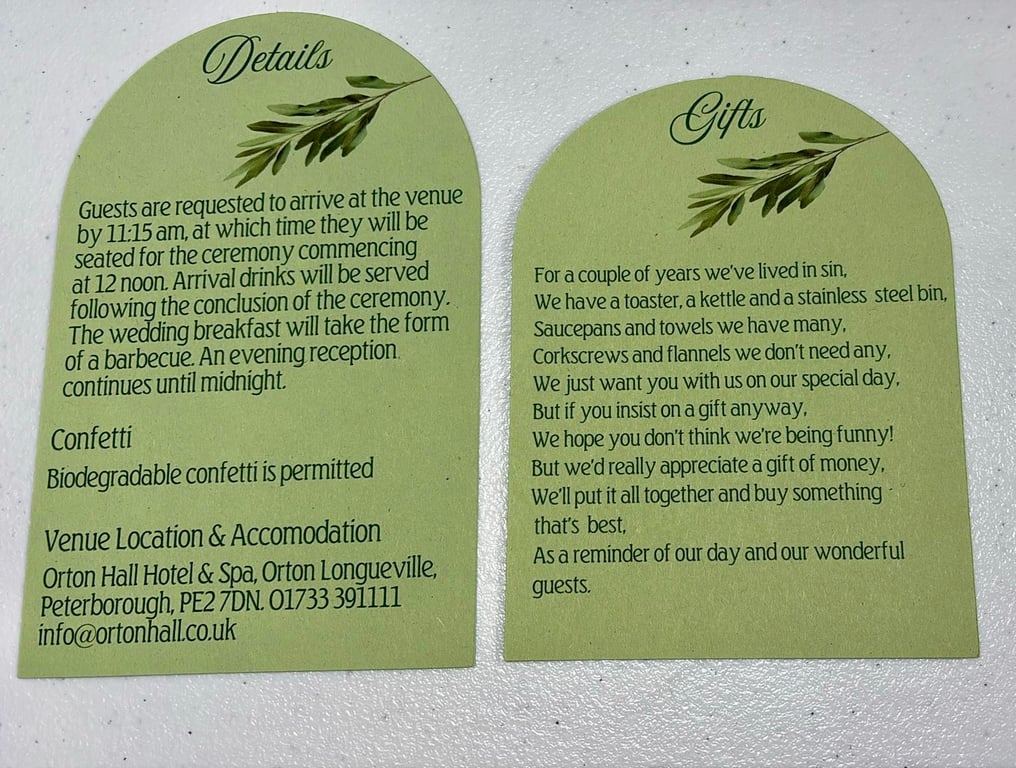 Details
Guests are requested to arrive at the venue
by 11:15 am, at which time they will be
seated for the ceremony commencing
at 12 noon. Arrival drinks will be served
following the conclusion of the ceremony.
The wedding breakfast will take the form
of a barbecue. An evening reception
continues until midnight.
Confetti
Biodegradable confetti is permitted
Venue Location & Accomodation
Orton Hall Hotel & Spa, Orton Longueville,
Peterborough, PE2 7DN. 01733 391111
info@ortonhall.co.uk
Gifts
For a couple of years we've lived in sin,
We have a toaster, a kettle and a stainless steel bin,
Saucepans and towels we have many,
Corkscrews and flannels we don't need any,
We just want you with us on our special day,
But if you insist on a gift anyway,
We hope you don't think we're being funny!
But we'd really appreciate a gift of money,
We'll put it all together and buy something
that's best,
As a reminder of our day and our wonderful
guests.